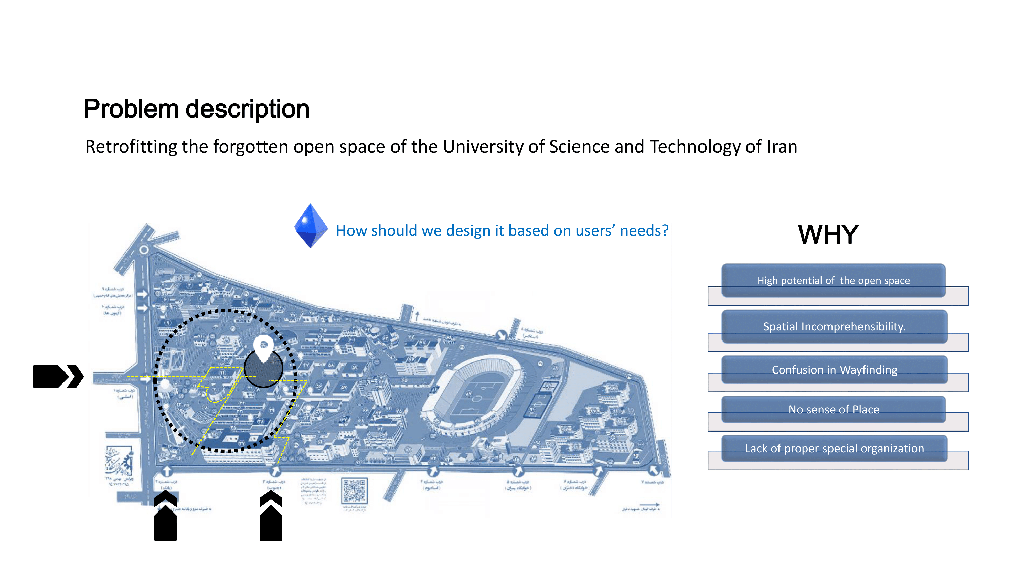 Problem description
Retrofitting the forgotten open space of the University of Science and Technology of Iran
How should we design it based on users' needs?
WHY
High potential of the open space
Spatial Incomprehensibility.
Confusion in Wayfinding
No sense of Place
Lack of proper special organization